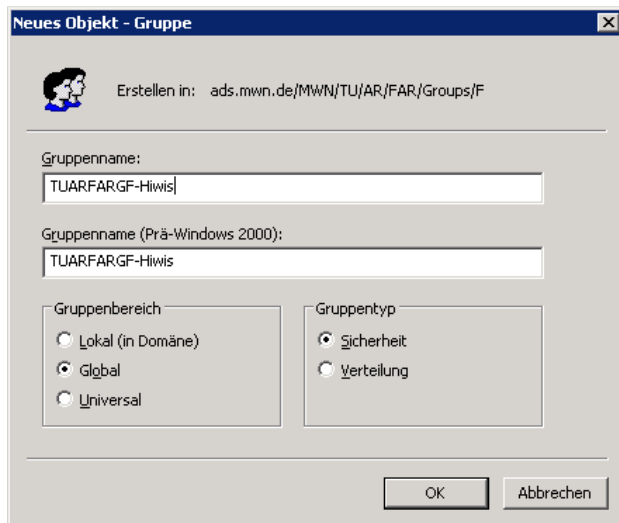 Neues Objekt - Gruppe
Erstellen in: ads.mwn.de/MWN/TU/AR/FAR/Groups/F
Gruppenname:
TUARFARGF-Hiwis
Gruppenname (Prä-Windows 2000):
TUARFARGF-Hiwis
Gruppenbereich
Lokal (in Domäne)
Global
Universal
Gruppentyp
Sicherheit
Verteilung
OK Abbrechen